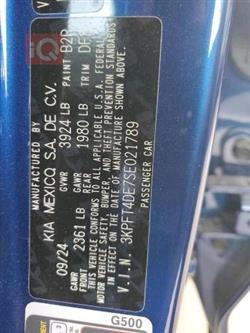 MANUFACTURED BY
KIA MEXICO, S.A. DE C.V.
09/24 GVWR 3924 LB PAINT B2R
GAWR FRONT 2361 LB GAWR REAR 1980 LB TRIM
THIS VEHICLE CONFORMS TO ALL APPLICABLE U.S.A. FEDERAL
MOTOR VEHICLE SAFETY, BUMPER, AND THEFT PREVENTION STANDARDS
IN EFFECT ON THE DATE OF MANUFACTURE SHOWN ABOVE.
V.I.N. 3KPFT4DE7SE021789
PASSENGER CAR
G500